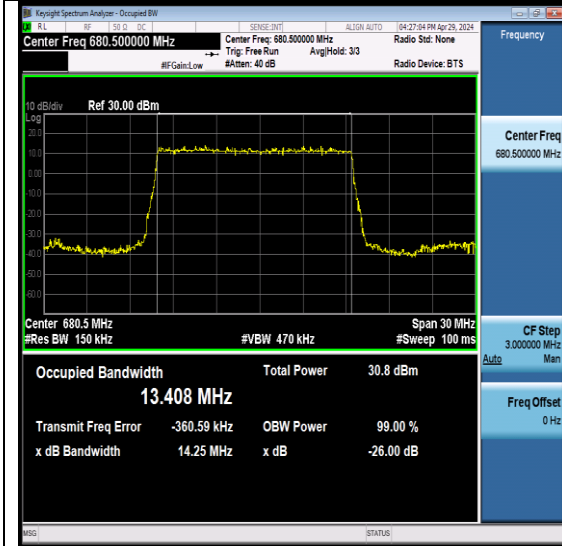 Keysight Spectrum Analyzer - Occupied BW
RL RF 50 Ω DC SENSE:INT ALIGN AUTO 04:27:04 PM Apr 29, 2024
Center Freq 680.500000 MHz Center Freq: 680.500000 MHz Radio Std: None Frequency
Trig: Free Run Avg|Hold: 3/3
#IFGain:Low #Atten: 40 dB Radio Device: BTS
10 dB/div Ref 30.00 dBm
Log
20.0
10.0
0.00
-10.0
-20.0
-30.0
-40.0
-50.0
-60.0
Center Freq
680.500000 MHz
Center 680.5 MHz Span 30 MHz
#Res BW 150 kHz #VBW 470 kHz #Sweep 100 ms
CF Step
3.000000 MHz
Auto Man
Occupied Bandwidth Total Power 30.8 dBm
13.408 MHz
Transmit Freq Error -360.59 kHz OBW Power 99.00 %
x dB Bandwidth 14.25 MHz x dB -26.00 dB
Freq Offset
0 Hz
MSG STATUS